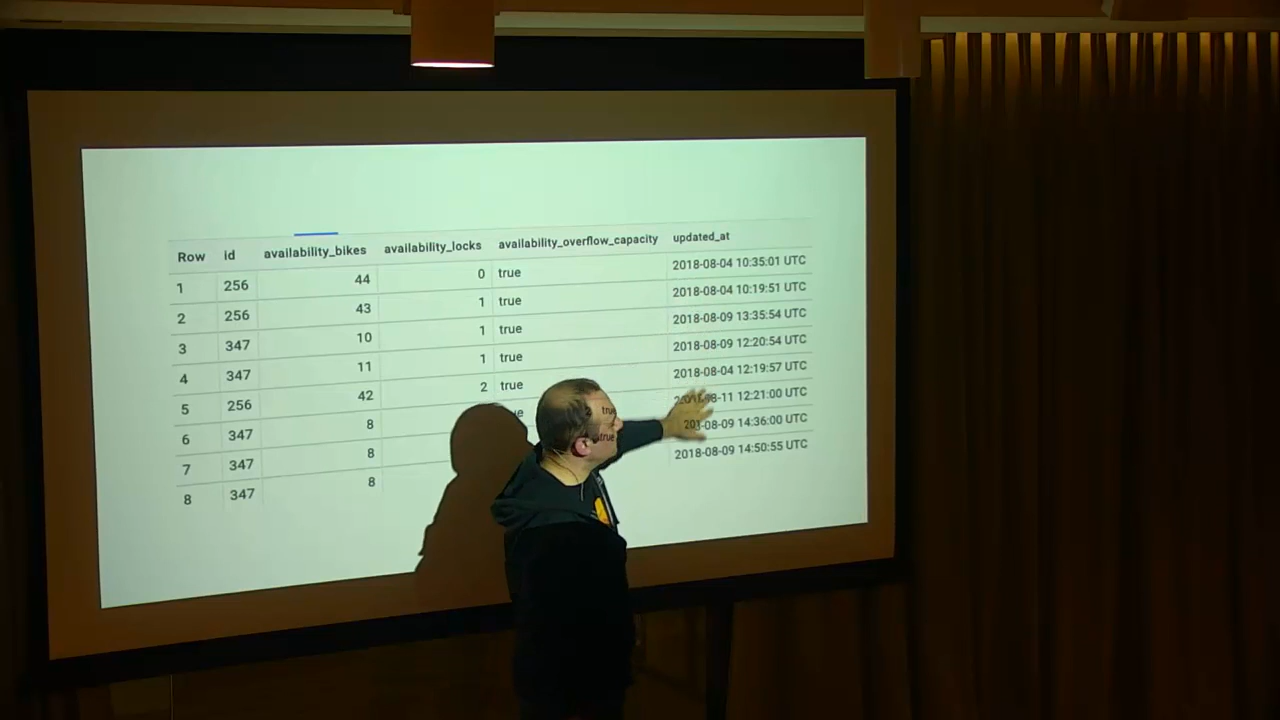 Row id availability_bikes availability_locks availability_overflow_capacity updated_at
1 256 44 0 true 2018-08-04 10:35:01 UTC
2 256 43 1 true 2018-08-04 10:19:51 UTC
3 347 10 1 true 2018-08-09 13:35:54 UTC
4 347 11 1 true 2018-08-09 12:20:54 UTC
5 256 42 2 true 2018-08-04 12:19:57 UTC
6 347 8 12:21:00 UTC
7 347 8 true 14:36:00 UTC
8 347 8 true 2018-08-09 14:50:55 UTC